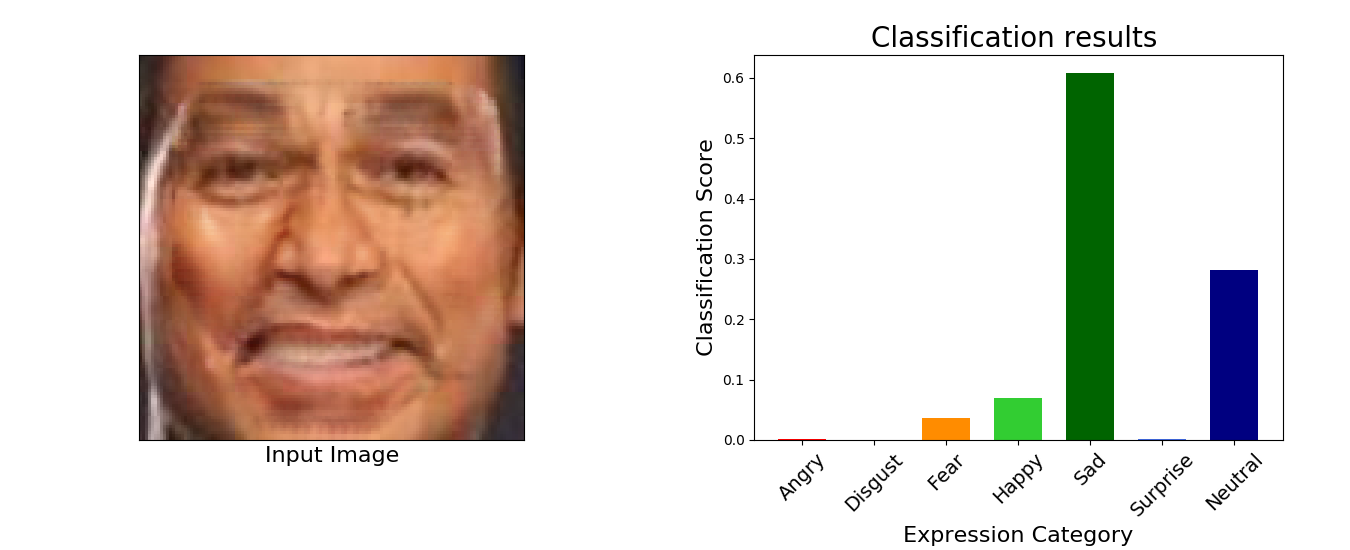 Classification results
Classification Score
0.6
0.5
0.4
0.3
0.2
0.1
0.0
Angry
Disgust
Fear
Happy
Sad
Surprise
Neutral
Expression Category
Input Image